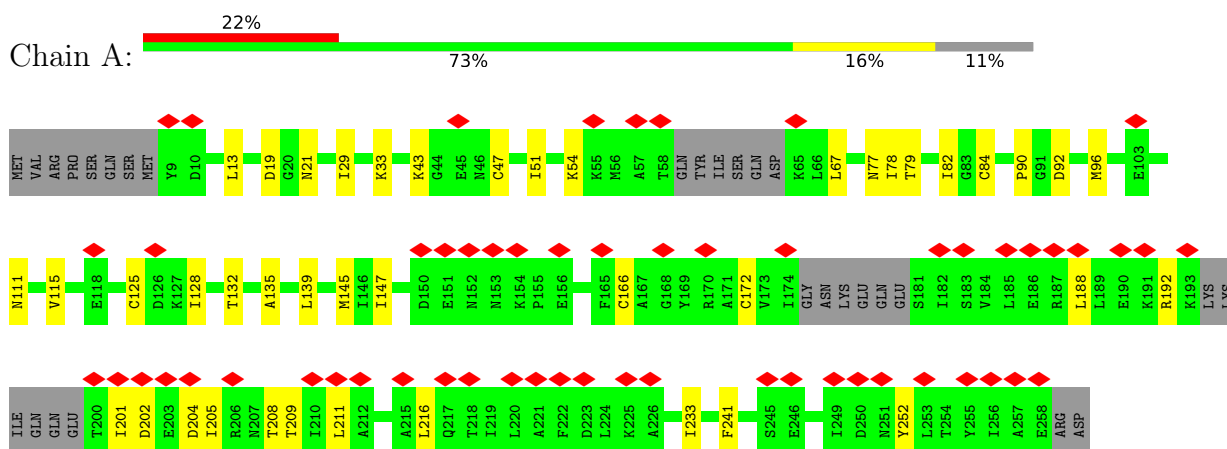 22%
Chain A:
73% 16% 11%
MET VAL ARG PRO SER GLN SER MET Y9 D10 L13 D19 G20 N21 I29 K33 K43 G44 E45 N46 C47 I51 K54 K55 M56 A57 T58 GLN TYR ILE SER GLN ASP K65 L66 L67 N77 I78 T79 I82 G83 C84 P90 G91 D92 M96 E103
N111 V115 E118 C125 D126 K127 I128 T132 A135 L139 M145 I146 I147 D150 E151 N152 N153 K154 P155 E156 F165 C166 A167 G168 Y169 R170 A171 C172 V173 I174 GLY ASN LYS GLU GLN GLU S181 I182 S183 V184 L185 E186 R187 L188 L189 E190 K191 R192 K193 LYS LYS
ILE GLN GLN GLU T200 I201 D202 E203 D204 I205 R206 N207 T208 T209 I210 L211 A212 A215 L216 Q217 T218 I219 L220 A221 F222 D223 L224 K225 A226 I233 F241 S245 E246 I249 D250 N251 Y252 L253 T254 Y255 I256 A257 E258 ARG ASP